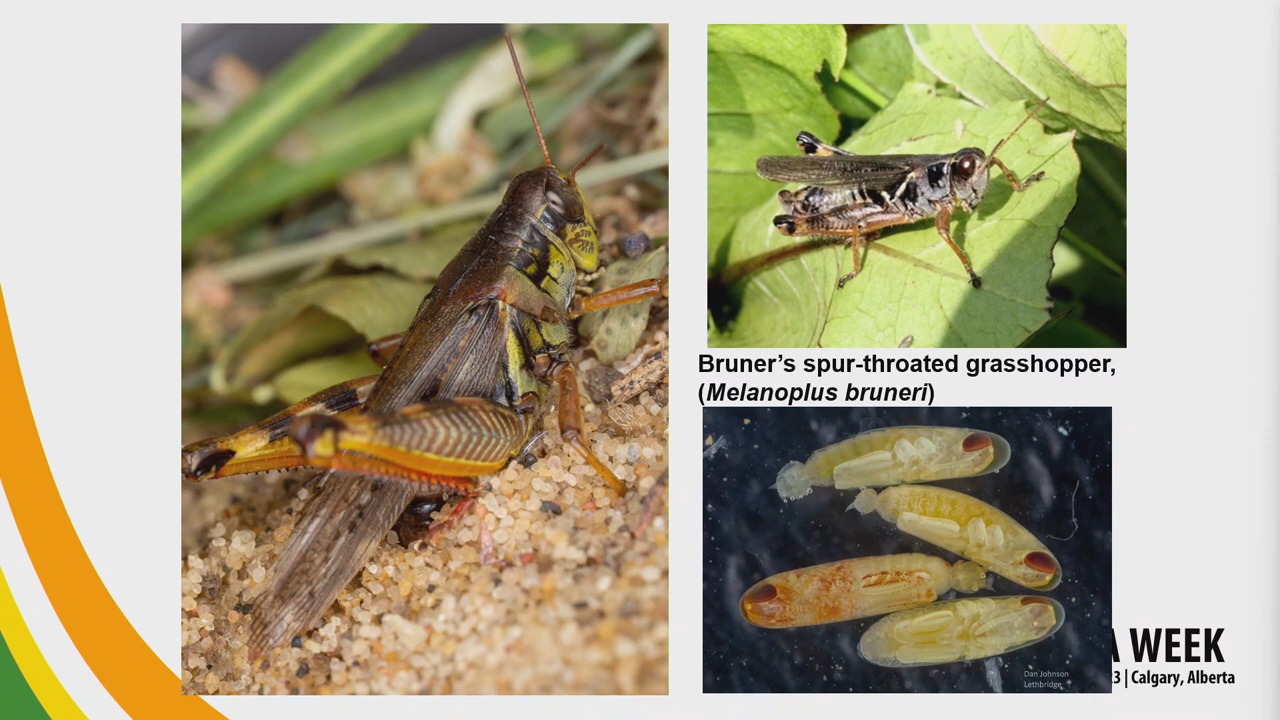 Bruner’s spur-throated grasshopper,
(Melanoplus bruneri)
Dan Johnson
Lethbridge
WEEK
3 | Calgary, Alberta